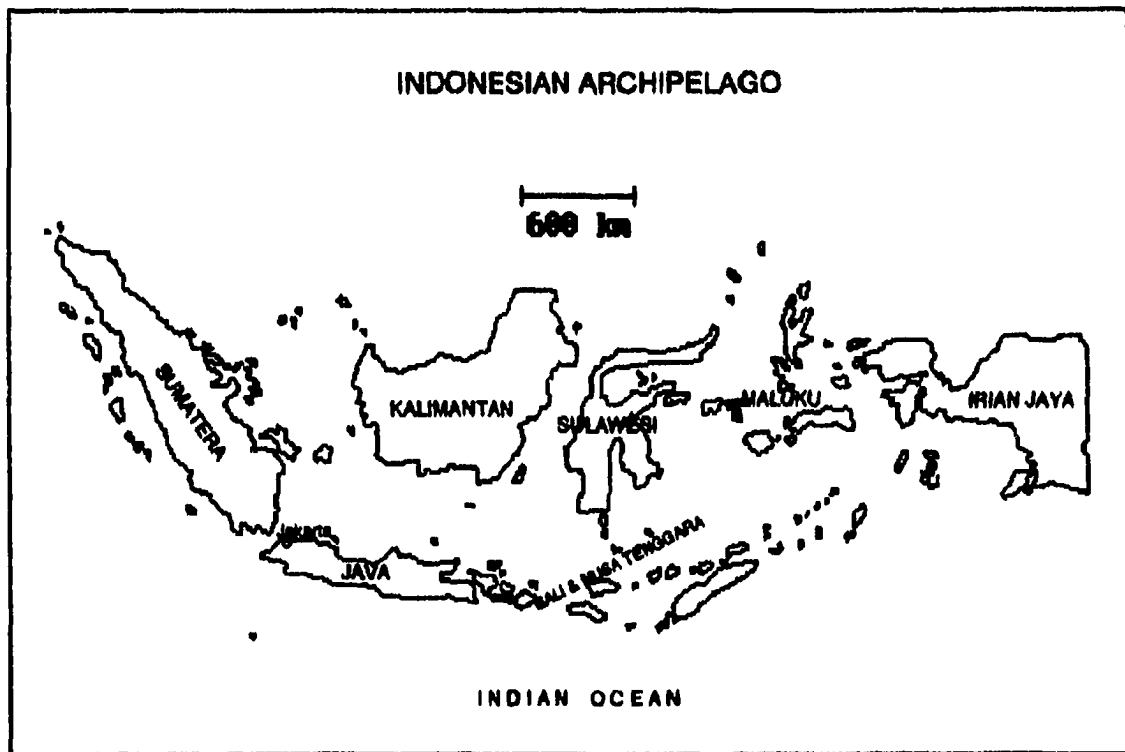 INDONESIAN ARCHIPELAGO
600 km
SUMATERA
KALIMANTAN
SULAWESI
MALUKU
IRIAN JAYA
Jakarta
JAVA
BALI & NUSA TENGGARA
INDIAN OCEAN